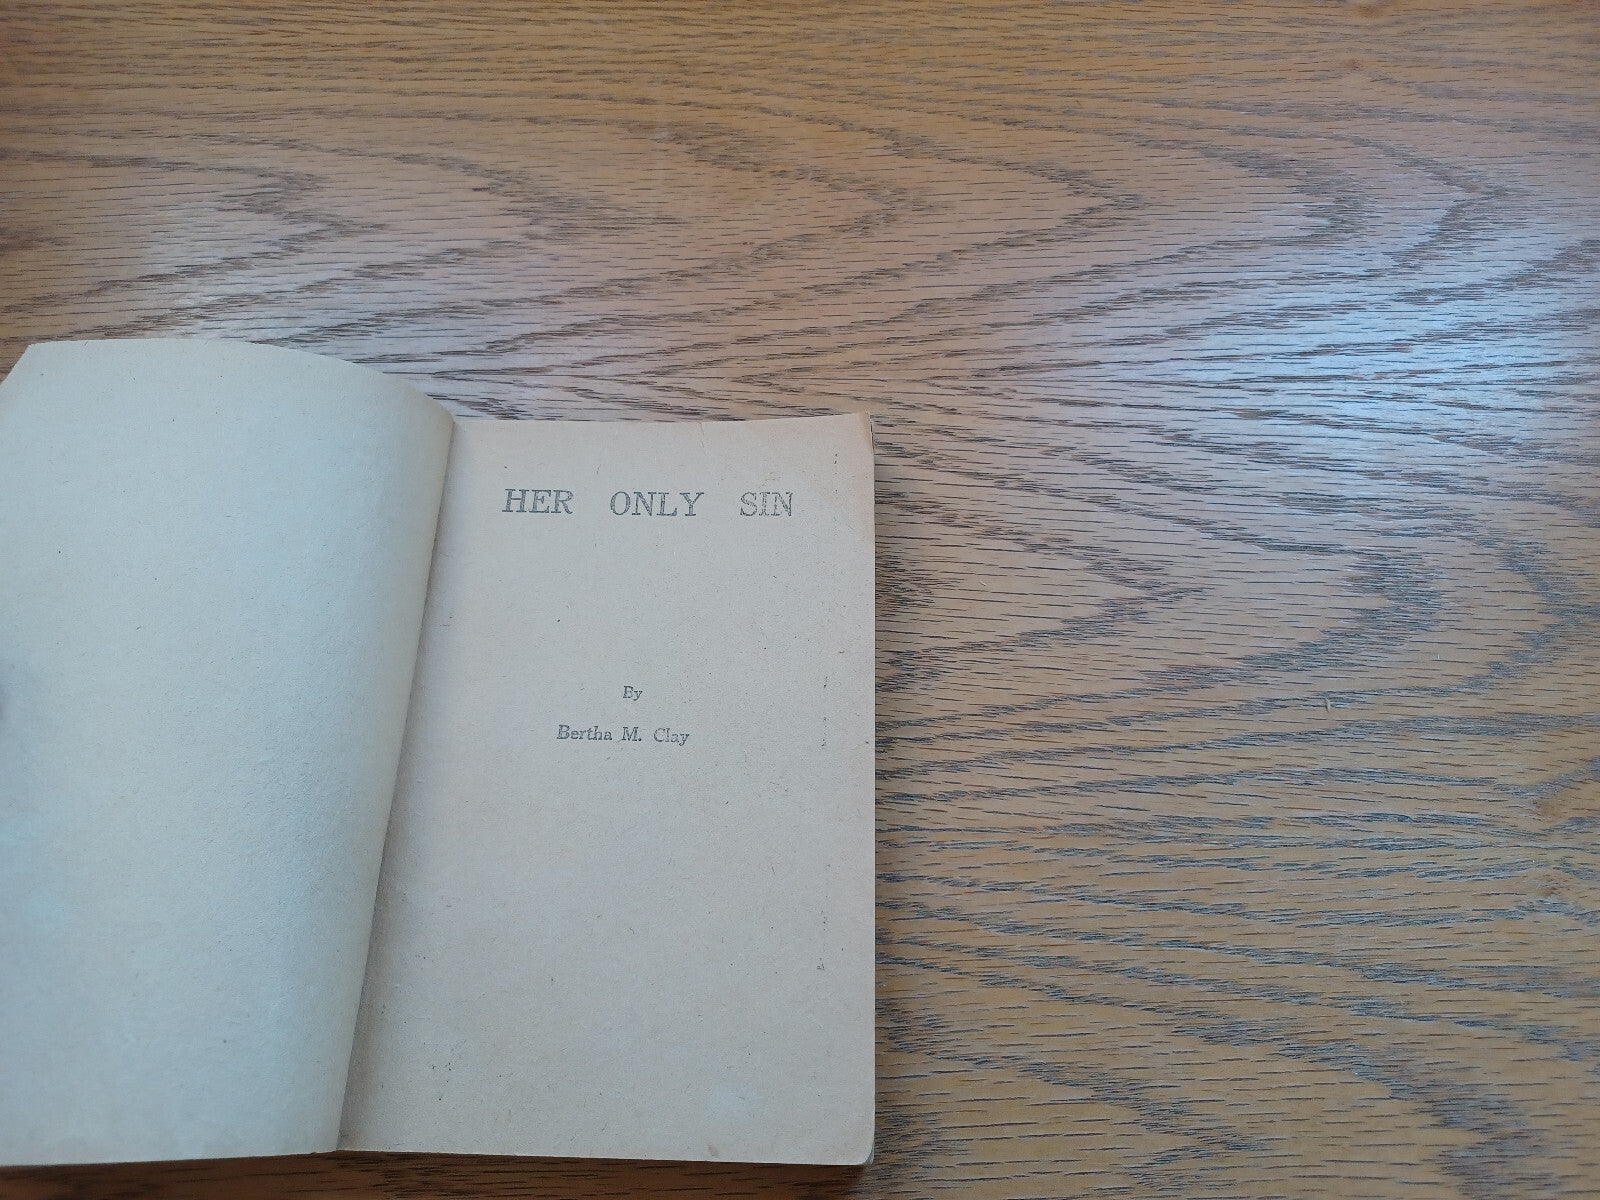 HER ONLY SIN
By
Bertha M. Clay